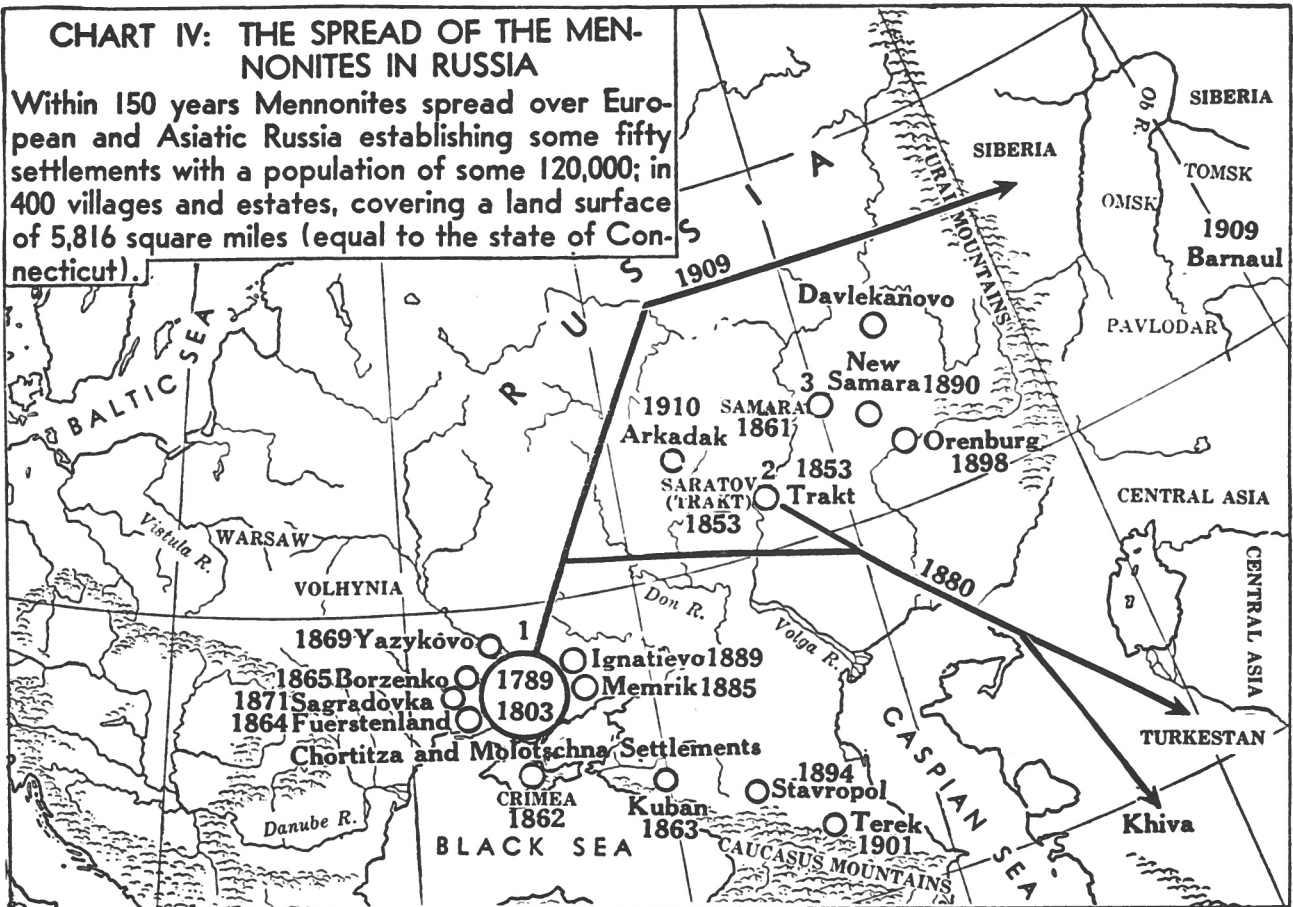 CHART IV: THE SPREAD OF THE MEN-
NONITES IN RUSSIA
Within 150 years Mennonites spread over Euro-
pean and Asiatic Russia establishing some fifty
settlements with a population of some 120,000; in
400 villages and estates, covering a land surface
of 5,816 square miles (equal to the state of Con-
necticut).
RUSSIA
SIBERIA
Ob R.
SIBERIA
TOMSK
OMSK
1909
Barnaul
URAL MOUNTAINS
1909
PAVLODAR
BALTIC SEA
Davlekanovo
New
3 Samara 1890
SAMARA
1861
1910
Arkadak
Orenburg
1898
SARATOV
(TRAKT)
1853
2 1853
Trakt
CENTRAL ASIA
CENTRAL ASIA
Vistula R.
WARSAW
VOLHYNIA
Don R.
Volga R.
1880
1
1869 Yazykovo
1865 Borzenko
1871 Sagradovka
1864 Fuerstenland
1789
1803
Ignatievo 1889
Memrik 1885
Chortitza and Molotschna Settlements
CRIMEA
1862
Kuban
1863
1894
Stavropol
Terek
1901
Danube R.
BLACK SEA
CAUCASUS MOUNTAINS
CASPIAN SEA
TURKESTAN
Khiva